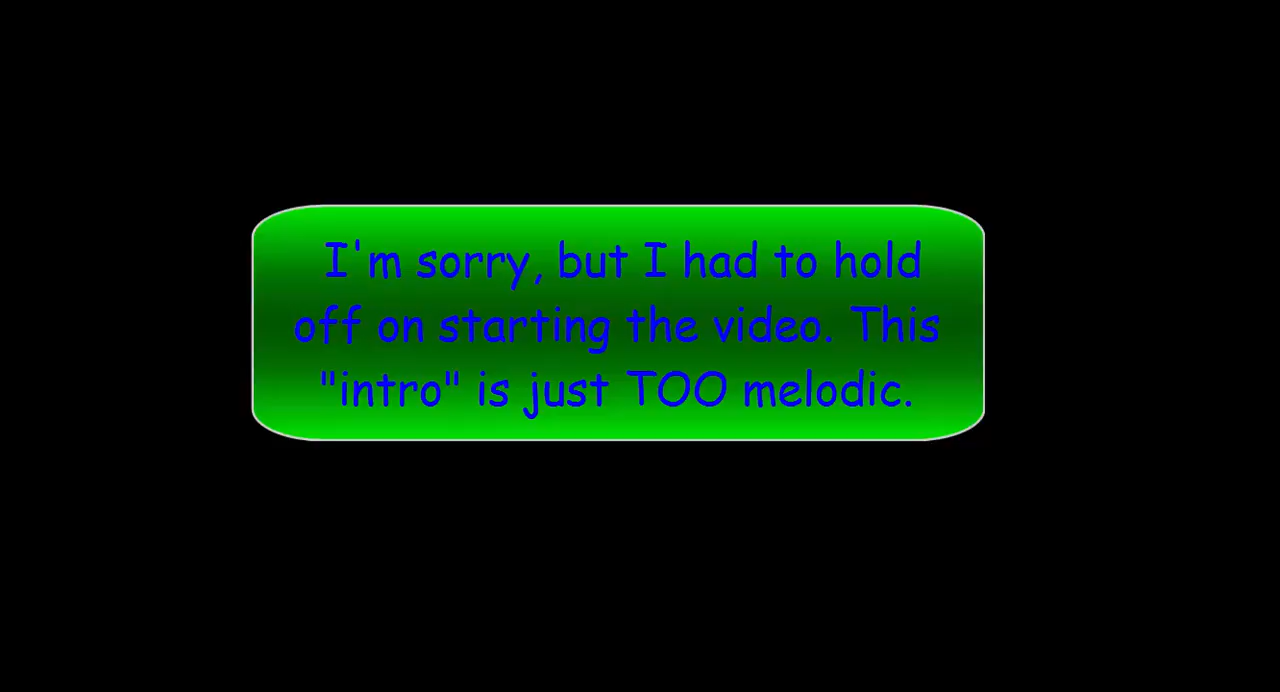 I'm sorry, but I had to hold
off on starting the video. This
"intro" is just TOO melodic.